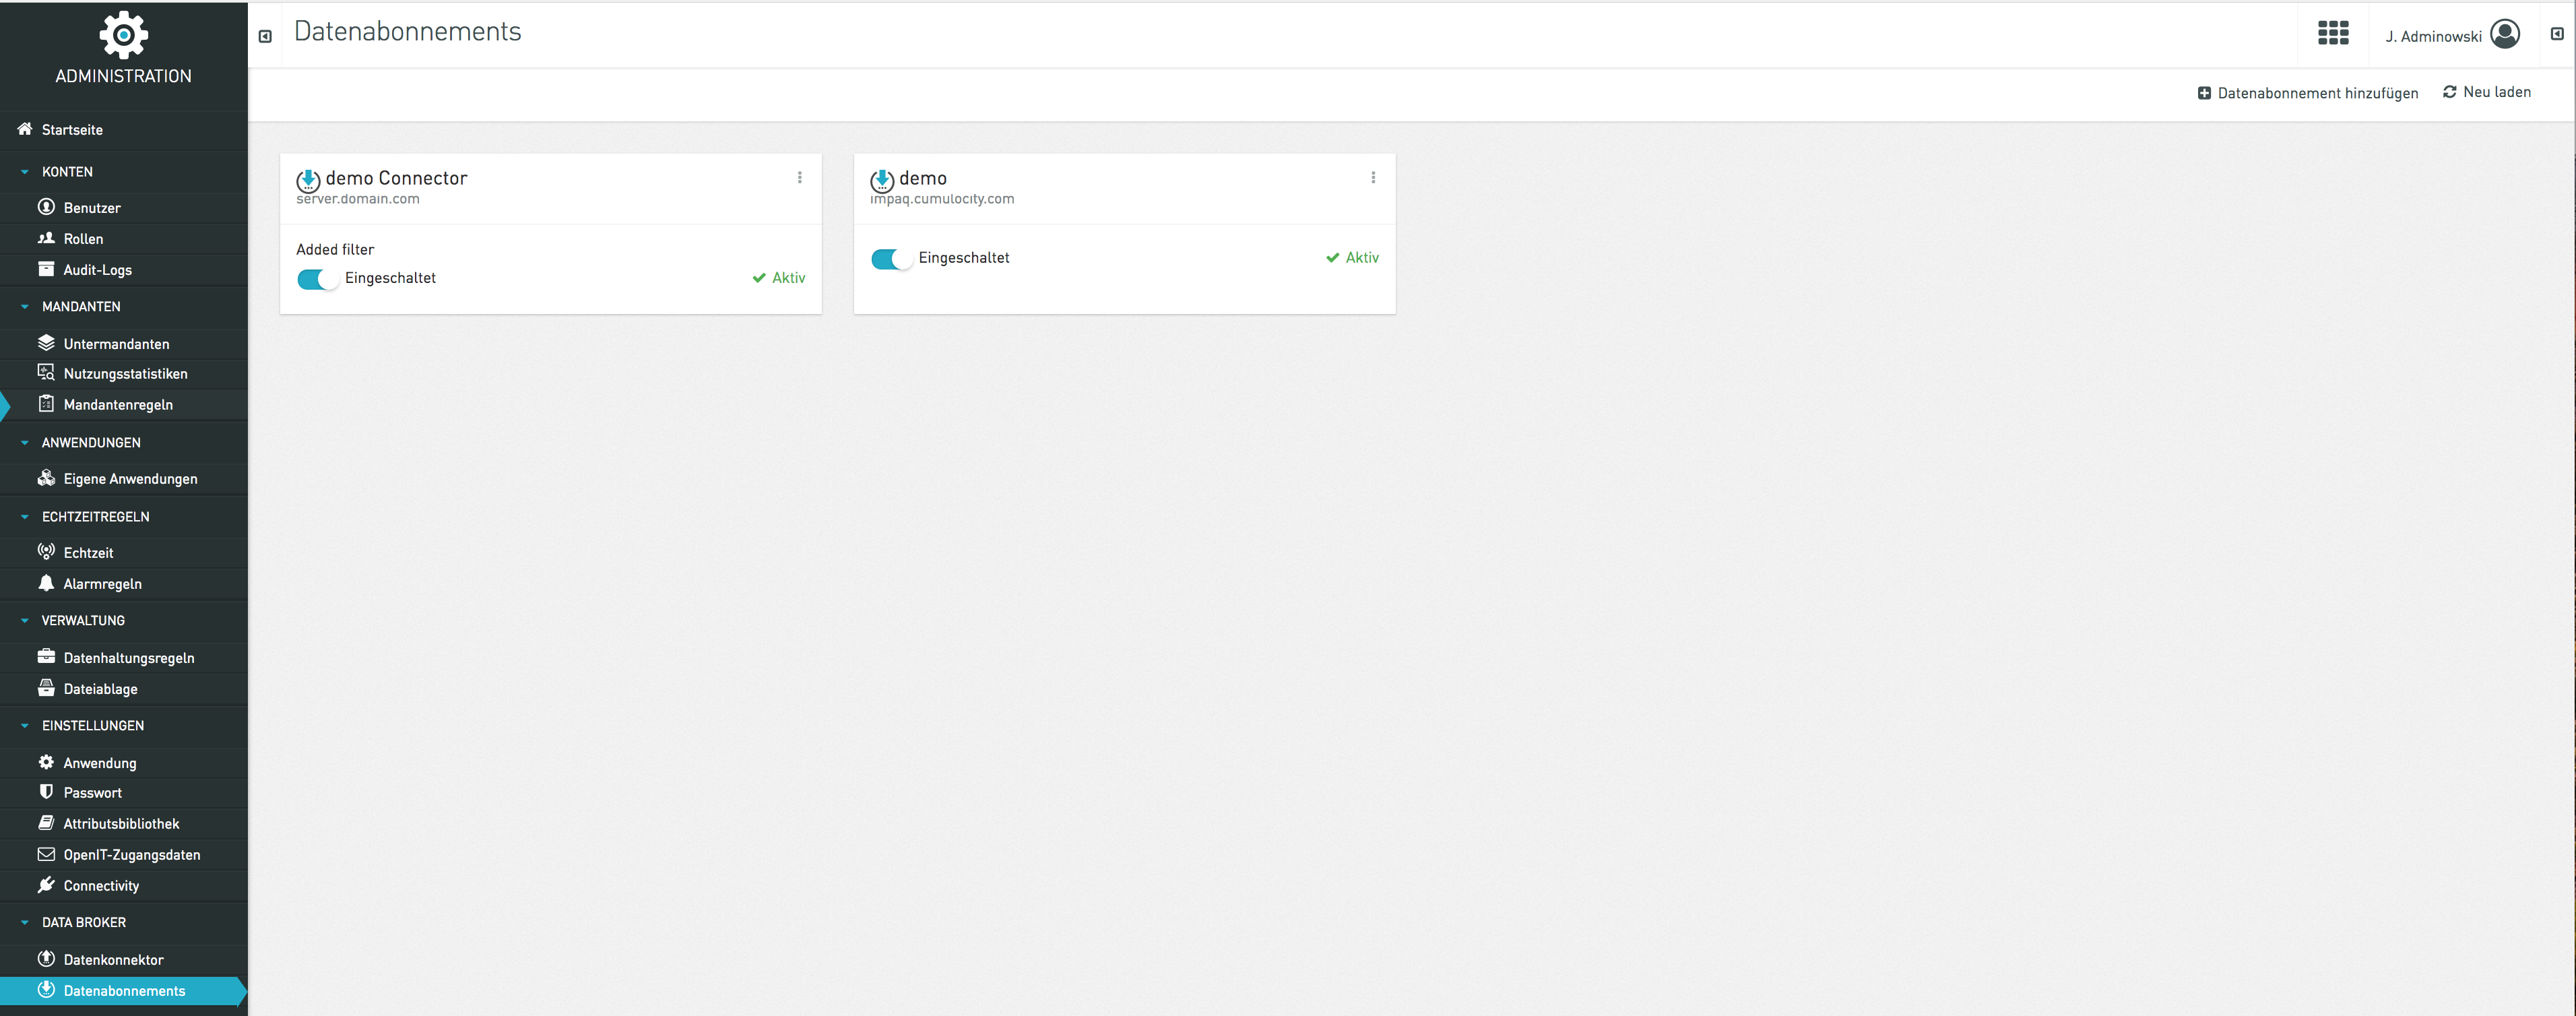 ADMINISTRATION
Startseite
KONTEN
Benutzer
Rollen
Audit-Logs
MANDANTEN
Untermandanten
Nutzungsstatistiken
Mandantenregeln
ANWENDUNGEN
Eigene Anwendungen
ECHTZEITREGELN
Echtzeit
Alarmregeln
VERWALTUNG
Datenhaltungsregeln
Dateiablage
EINSTELLUNGEN
Anwendung
Passwort
Attributsbibliothek
OpenIT-Zugangsdaten
Connectivity
DATA BROKER
Datenkonnektor
Datenabonnements
Datenabonnements
J. Adminowski
Datenabonnement hinzufügen
Neu laden
demo Connector
server.domain.com
Added filter
Eingeschaltet
Aktiv
demo
impaq.cumulocity.com
Eingeschaltet
Aktiv